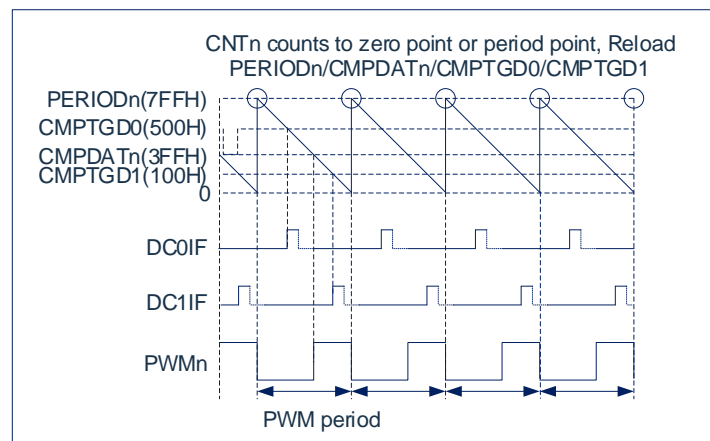 CNTn counts to zero point or period point, Reload
PERIODn/CMPDATn/CMPTGD0/CMPTGD1
PERIODn(7FFH)
CMPTGD0(500H)
CMPDATn(3FFH)
CMPTGD1(100H)
0
DC0IF
DC1IF
PWMn
PWM period